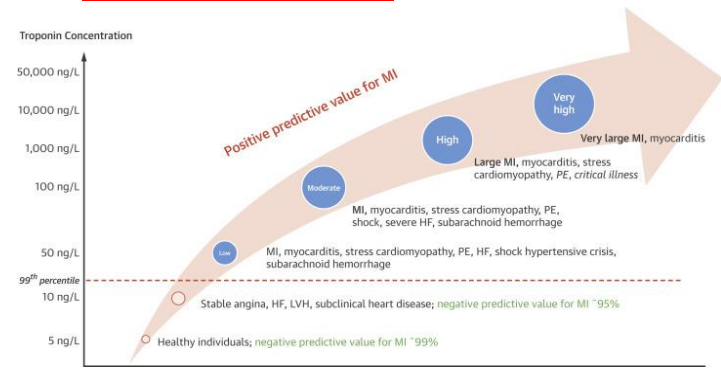 Troponin Concentration
50,000 ng/L
10,000 ng/L
1,000 ng/L
100 ng/L
50 ng/L
99th percentile
10 ng/L
5 ng/L
Positive predictive value for MI
Very
high
Very large MI, myocarditis
High
Large MI, myocarditis, stress
cardiomyopathy, PE, critical illness
Moderate
MI, myocarditis, stress cardiomyopathy, PE,
shock, severe HF, subarachnoid hemorrhage
Low
MI, myocarditis, stress cardiomyopathy, PE, HF, shock hypertensive crisis,
subarachnoid hemorrhage
Stable angina, HF, LVH, subclinical heart disease; negative predictive value for MI ~95%
Healthy individuals; negative predictive value for MI ~99%